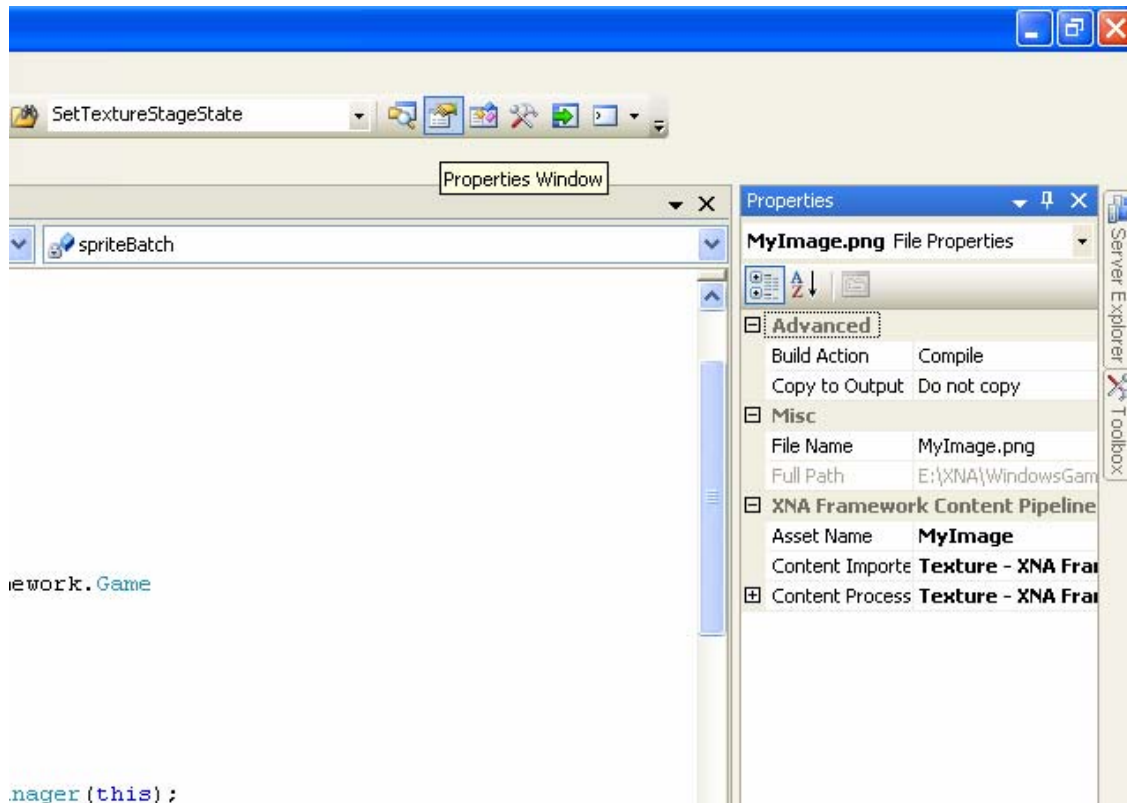 SetTextureStageState
Properties Window
spriteBatch
ework.Game
nager(this);
Properties
MyImage.png File Properties
Advanced
Build Action Compile
Copy to Output Do not copy
Misc
File Name MyImage.png
Full Path E:\XNA\WindowsGam
XNA Framework Content Pipeline
Asset Name MyImage
Content Importe Texture - XNA Fra
Content Process Texture - XNA Fra
Server Explorer
Toolbox